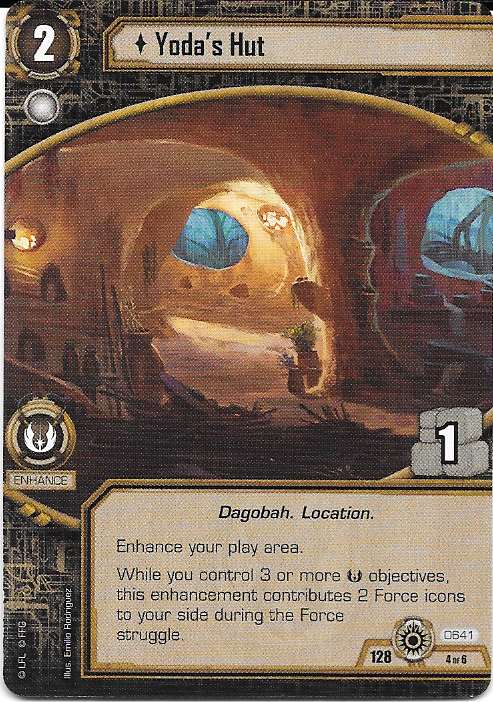 2
Yoda's Hut
ENHANCE
1
Dagobah. Location.
Enhance your play area.
While you control 3 or more objectives,
this enhancement contributes 2 Force icons
to your side during the Force
struggle.
© LFL © FFG
Illus. Emilio Rodriguez
128
0641
4 OF 6